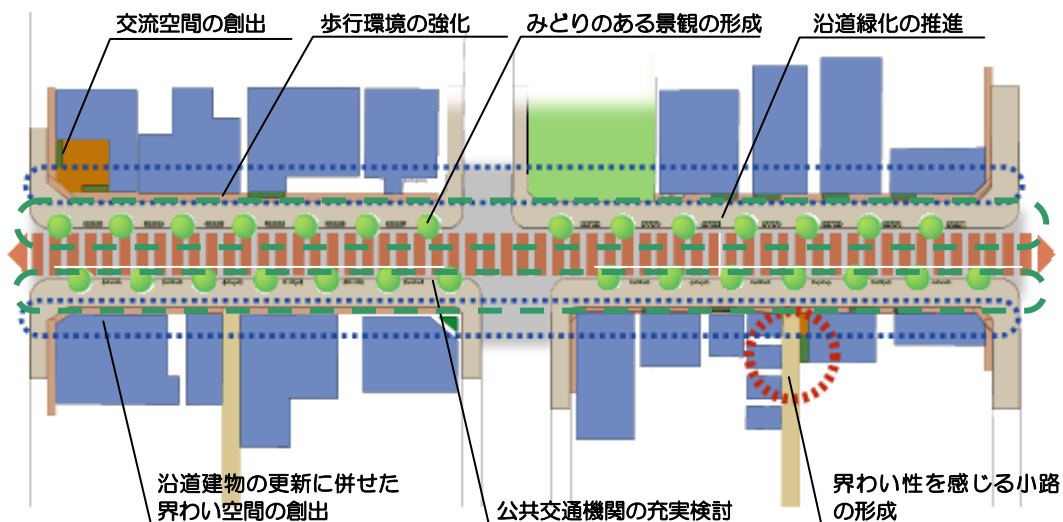 交流空間の創出
歩行環境の強化
みどりのある景観の形成
沿道緑化の推進
沿道建物の更新に併せた
界わい空間の創出
公共交通機関の充実検討
界わい性を感じる小路
の形成